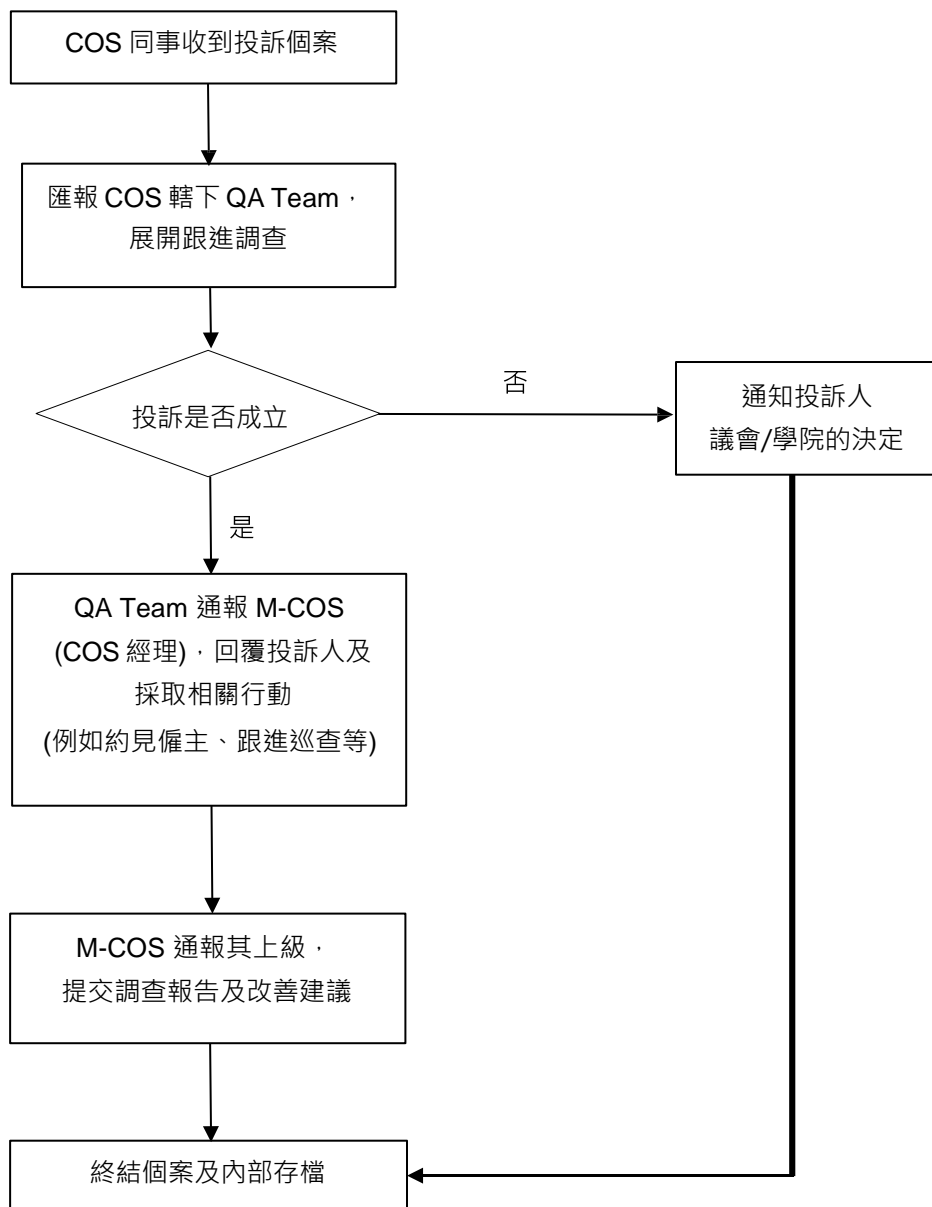 COS 同事收到投訴個案
匯報 COS 轄下 QA Team，
展開跟進調查
投訴是否成立
否
通知投訴人
議會/學院的決定
是
QA Team 通報 M-COS
(COS 經理)，回覆投訴人及
採取相關行動
(例如約見僱主、跟進巡查等)
M-COS 通報其上級，
提交調查報告及改善建議
終結個案及內部存檔